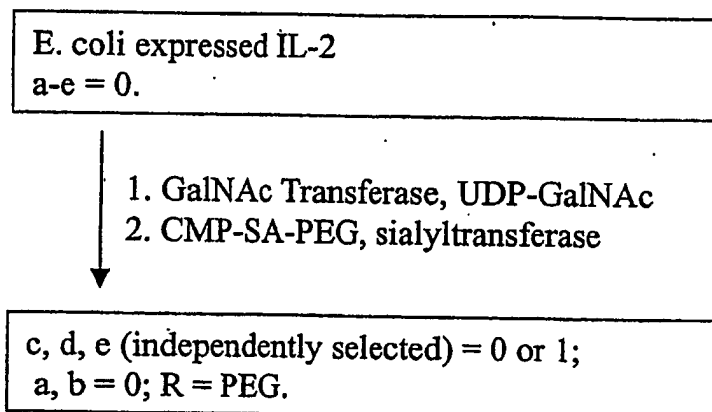 E. coli expressed IL-2
a-e = 0.
1. GalNAc Transferase, UDP-GalNAc
2. CMP-SA-PEG, sialyltransferase
c, d, e (independently selected) = 0 or 1;
a, b = 0; R = PEG.